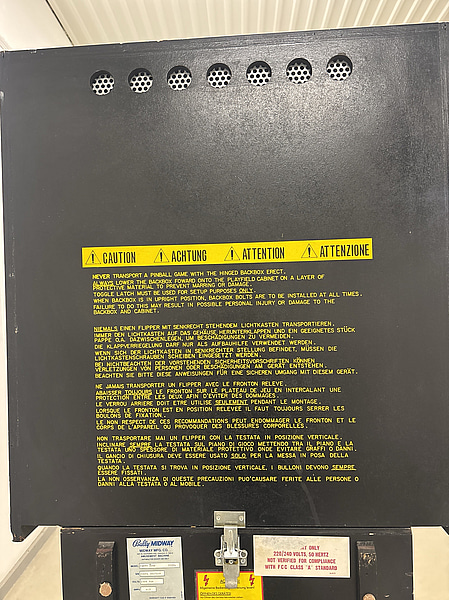 CAUTION ACHTUNG ATTENTION ATTENZIONE
NEVER TRANSPORT A PINBALL GAME WITH THE HINGED BACKBOX ERECT.
ALWAYS LOWER THE BACKBOX FOWARD ONTO THE PLAYFIELD CABINET ON A LAYER OF
PROTECTIVE MATERIAL TO PREVENT MARRING OR DAMAGE.
TOGGLE LATCH MUST BE USED FOR SETUP PURPOSES ONLY.
WHEN BACKBOX IS IN UPRIGHT POSITION, BACKBOX BOLTS ARE TO BE INSTALLED AT ALL TIMES.
FAILURE TO DO THIS MAY RESULT IN POSSIBLE PERSONAL INJURY OR DAMAGE TO THE
BACKBOX AND CABINET.
NIEMALS EINEN FLIPPER MIT SENKRECHT STEHENDEM LICHTKASTEN TRANSPORTIEREN.
IMMER DEN LICHTKASTEN AUF DAS GEHÄUSE HERUNTERKLAPPEN UND EIN GEEIGNETES STÜCK
PAPPE O.Ä. DAZWISCHENLEGEN, UM BESCHÄDIGUNGEN ZU VERMEIDEN.
DIE KLAPPVERRIEGELUNG DARF NUR ALS AUFBAUHILFE VERWENDET WERDEN.
WENN SICH DER LICHTKASTEN IN SENKRECHTER STELLUNG BEFINDET, MÜSSEN DIE
LICHTKASTENSCHRAUBEN SCHEIBEN EINGESETZT WERDEN.
BEI NICHTBEACHTEN DER VORSTEHENDEN SICHERHEITSVORSCHRIFTEN KÖNNEN
VERLETZUNGEN VON PERSONEN ODER BESCHÄDIGUNGEN AM GERÄT ENTSTEHEN.
BEACHTEN SIE BITTE DIESE ANWEISUNGEN FÜR EINE SICHEREN UMGANG MIT DIESEM GERÄT.
NE JAMAIS TRANSPORTER UN FLIPPER AVEC LE FRONTON RELEVE.
ABAISSER TOUJOURS LE FRONTON SUR LE PLATEAU DE JEU EN INTERCALANT UNE
PROTECTION ENTRE LES DEUX AFIN D'EVITER DES DOMMAGES.
LE VERROU ARRIERE DOIT ETRE UTILISE SEULEMENT PENDANT LE MONTAGE.
LORSQUE LE FRONTON EST EN POSITION RELEVEE IL FAUT TOUJOURS SERRER LES
BOULONS DE FIXATION.
LE NON RESPECT DE CES RECOMMANDATIONS PEUT ENDOMMAGER LE FRONTON ET LE
CORPS DE L'APPAREIL OU PROVOQUER DES BLESSURES CORPORELLES.
NON TRASPORTARE MAI UN FLIPPER CON LA TESTATA IN POSIZIONE VERTICALE.
INCLINARE SEMPRE LA TESTATA SUL PIANO DI GIOCO METTENDO TRA IL PIANO E LA
TESTATA UNO SPESSORE DI MATERIALE PROTETTIVO ONDE EVITARE GRAFFI O DANNI.
IL GANCIO DI CHIUSURA DEVE ESSERE USATO SOLO PER LA MESSA IN POSA DELLA
TESTATA.
QUANDO LA TESTATA SI TROVA IN POSIZIONE VERTICALE, I BULLONI DEVONO SEMPRE
ESSERE FISSATI.
LA NON OSSERVANZA DI QUESTE PRECAUZIONI PUO'CAUSARE FERITE ALLE PERSONE O
DANNI ALLA TESTATA O AL MOBILE.
Bally MIDWAY
MIDWAY MFG. CO.
ONLY
220/240 VOLTS, 50 HERTZ
NOT VERIFIED FOR COMPLIANCE
WITH FCC CLASS 'A' STANDARD